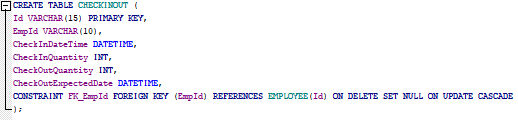 CREATE TABLE CHECKINOUT (
Id VARCHAR(15) PRIMARY KEY,
EmpId VARCHAR(10),
CheckInDateTime DATETIME,
CheckInQuantity INT,
CheckOutQuantity INT,
CheckOutExpectedDate DATETIME,
CONSTRAINT FK_EmpId FOREIGN KEY (EmpId) REFERENCES EMPLOYEE(Id) ON DELETE SET NULL ON UPDATE CASCADE
);